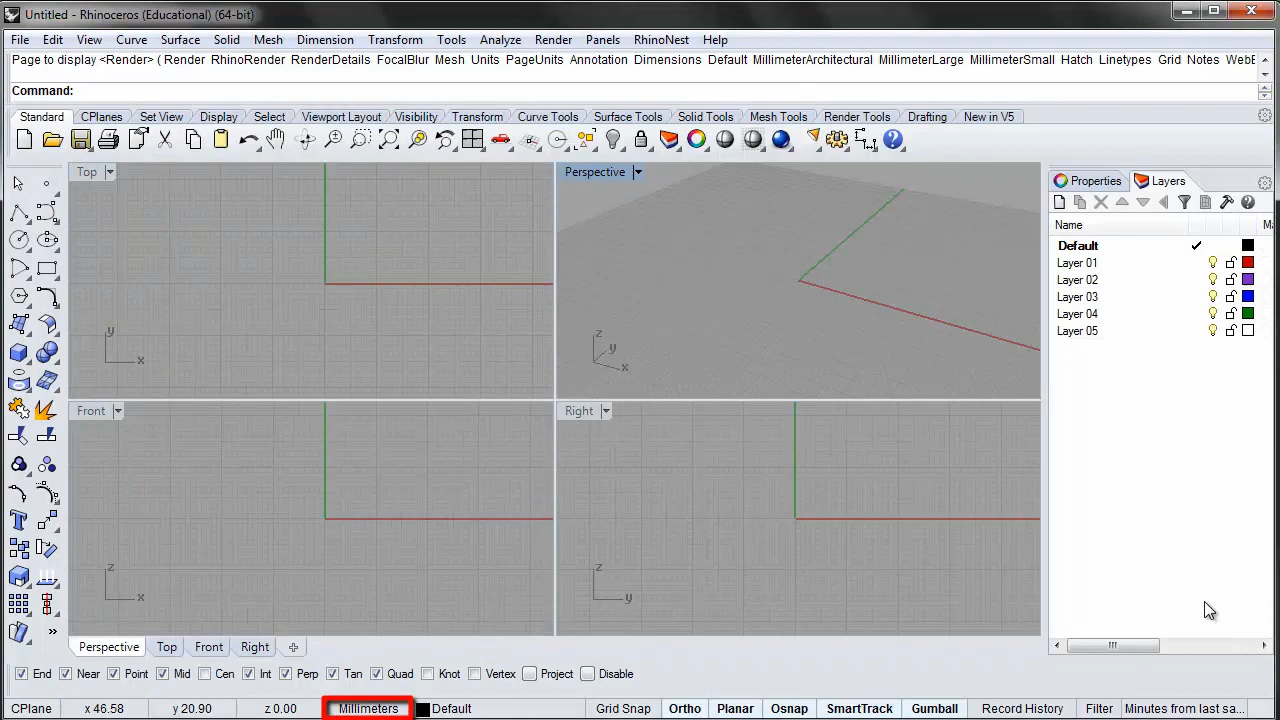 Untitled - Rhinoceros (Educational) (64-bit)
File Edit View Curve Surface Solid Mesh Dimension Transform Tools Analyze Render Panels RhinoNest Help
Page to display <Render> ( Render RhinoRender RenderDetails FocalBlur Mesh Units PageUnits Annotation Dimensions Default MillimeterArchitectural MillimeterLarge MillimeterSmall Hatch Linetypes Grid Notes WebE
Command:
Standard CPlanes Set View Display Select Viewport Layout Visibility Transform Curve Tools Surface Tools Solid Tools Mesh Tools Render Tools Drafting New in V5
Top Perspective Properties Layers
Name Ma
Default
Layer 01
Layer 02
Layer 03
Layer 04
Layer 05
y x z y x
Front Right
z x z y
Perspective Top Front Right
End Near Point Mid Cen Int Perp Tan Quad Knot Vertex Project Disable
CPlane x 46.58 y 20.90 z 0.00 Millimeters Default Grid Snap Ortho Planar Osnap SmartTrack Gumball Record History Filter Minutes from last sa...